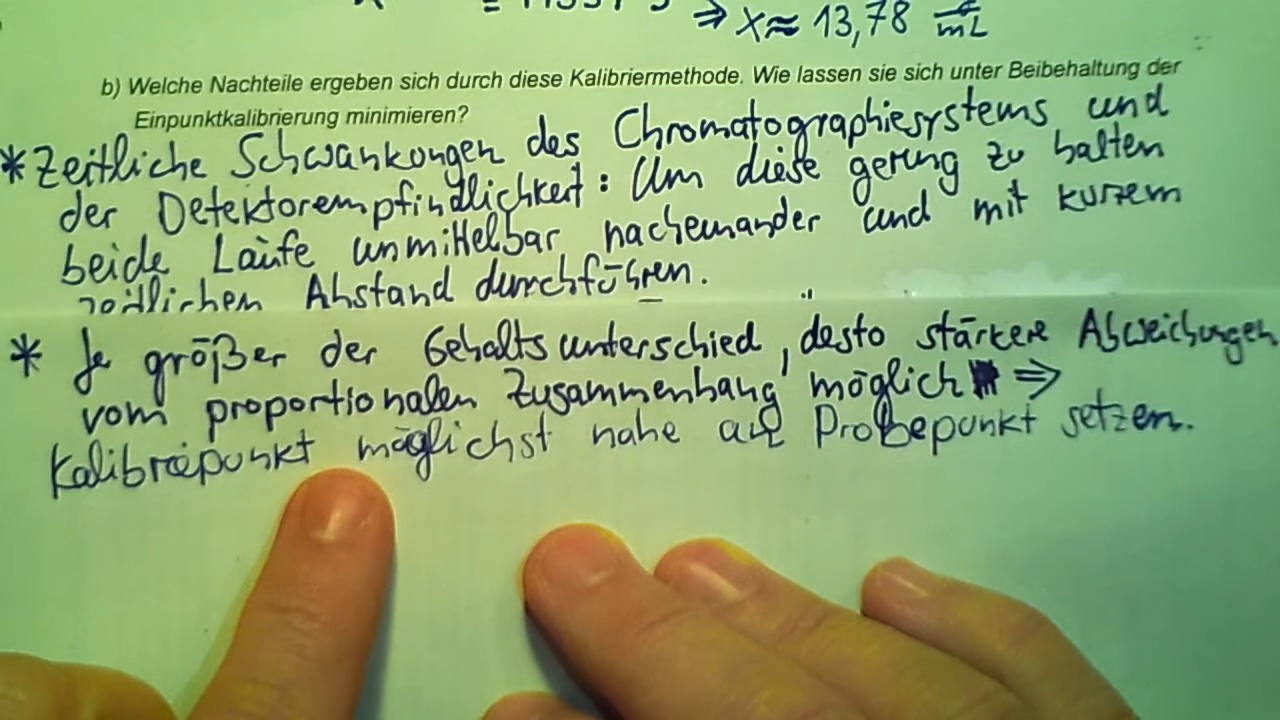 ⇒ x ≈ 13,78 mL
b) Welche Nachteile ergeben sich durch diese Kalibriermethode. Wie lassen sie sich unter Beibehaltung der
Einpunktkalibrierung minimieren?
* Zeitliche Schwankungen des Chromatographiesystems und
der Detektorempfindlichkeit: Um diese gering zu halten
beide Läufe unmittelbar nacheinander und mit kurzem
zeitlichen Abstand durchführen.
* Je größer der Gehaltsunterschied, desto stärkere Abweichungen
vom proportionalen Zusammenhang möglich ⇒
Kalibrierpunkt möglichst nahe an Probepunkt setzen.